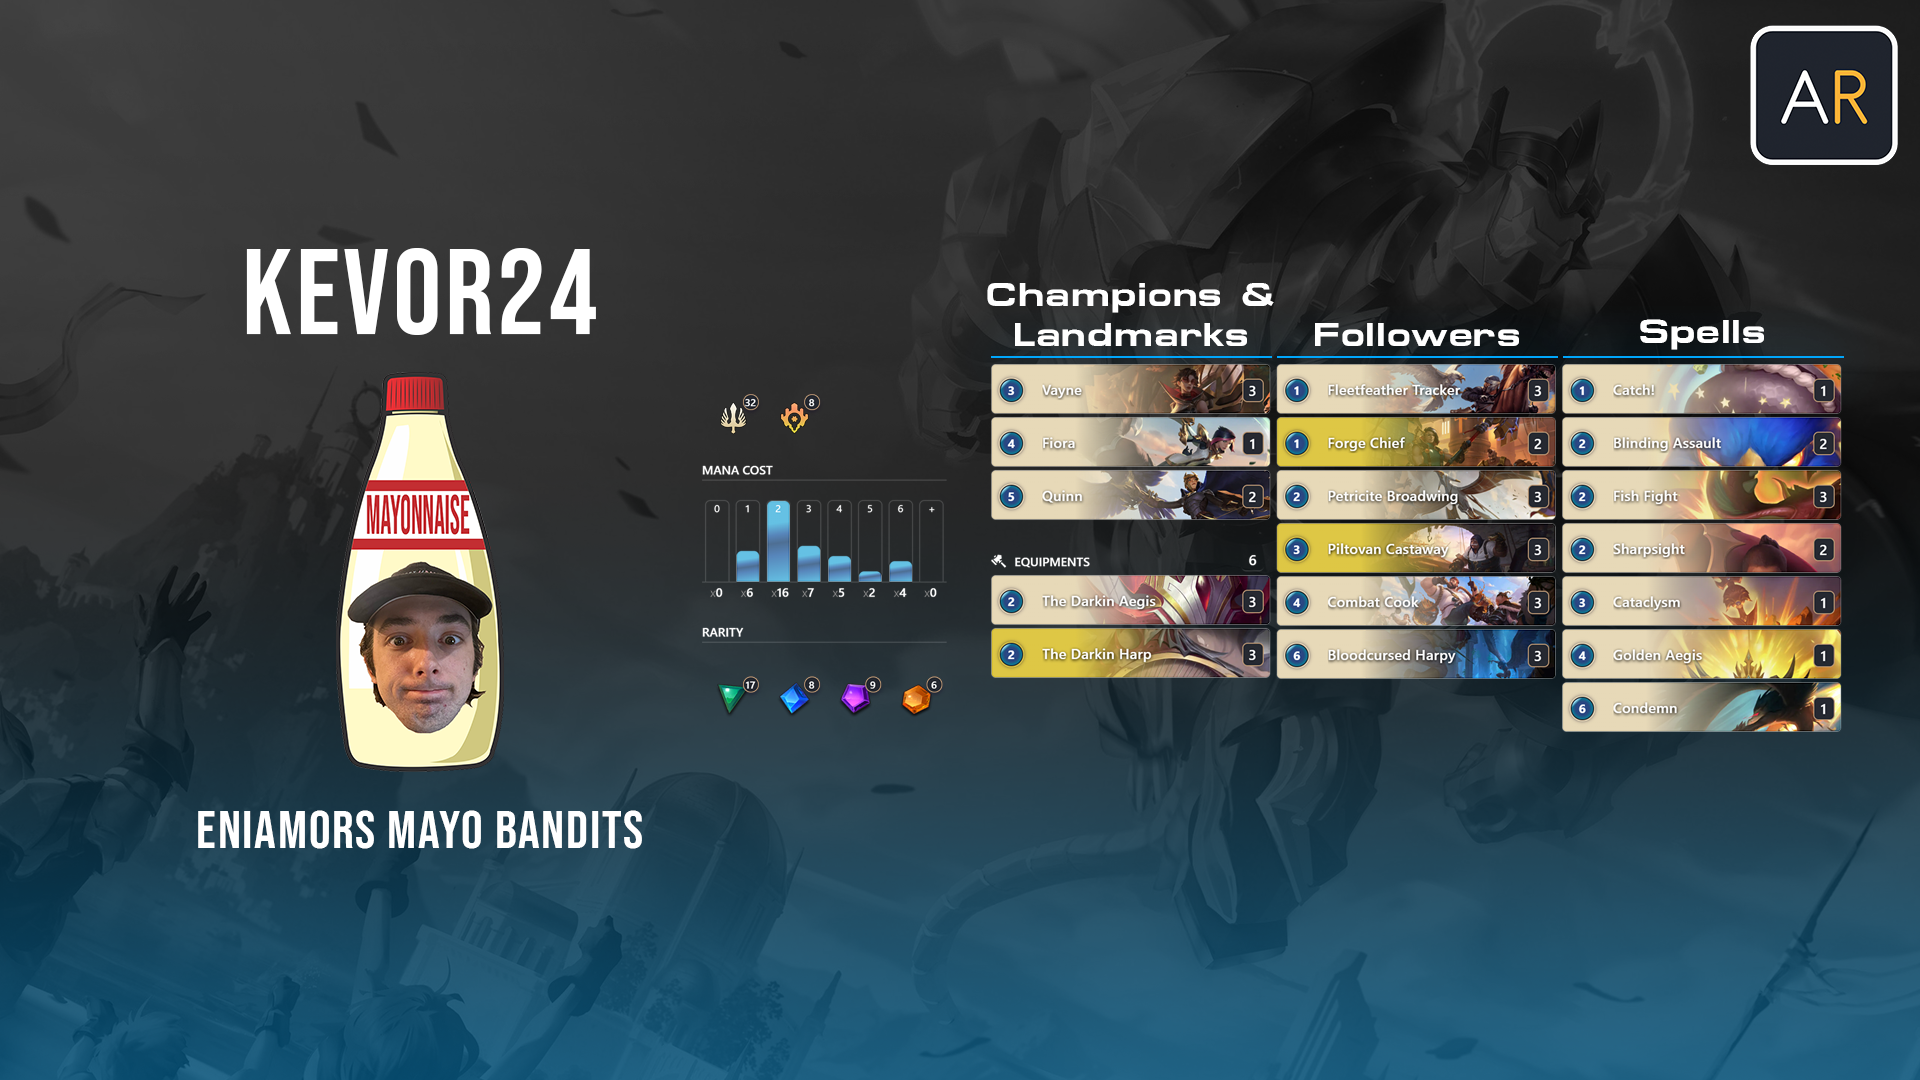 AR
KEVOR24
MAYONNAISE
ENIAMORS MAYO BANDITS
32 8
MANA COST
0 1 2 3 4 5 6 +
x0 x6 x16 x7 x5 x2 x4 x0
RARITY
17 8 9 6
Champions &
Landmarks
3 Vayne 3
4 Fiora 1
5 Quinn 2
EQUIPMENTS 6
2 The Darkin Aegis 3
2 The Darkin Harp 3
Followers
1 Fleetfeather Tracker 3
1 Forge Chief 2
2 Petricite Broadwing 3
3 Piltovan Castaway 3
4 Combat Cook 3
6 Bloodcursed Harpy 3
Spells
1 Catch! 1
2 Blinding Assault 2
2 Fish Fight 3
2 Sharpsight 2
3 Cataclysm 1
4 Golden Aegis 1
6 Condemn 1